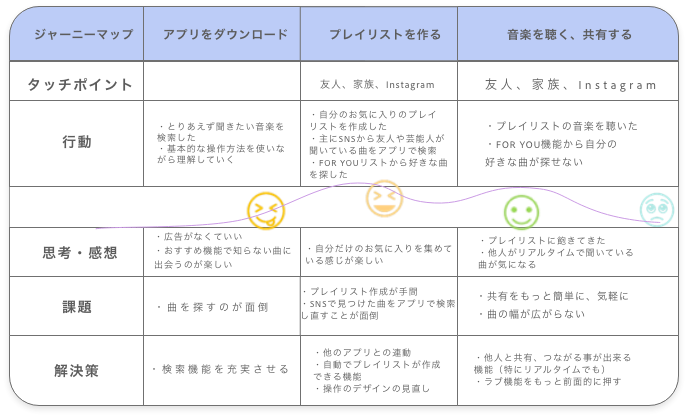 ジャーニーマップ
アプリをダウンロード
プレイリストを作る
音楽を聴く、共有する
タッチポイント
友人、家族、Instagram
友人、家族、Instagram
行動
・とりあえず聞きたい音楽を
検索した
・基本的な操作方法を使いな
がら理解していく
・自分のお気に入りのプレイ
リストを作成した
・主にSNSから友人や芸能人が
聞いている曲をアプリで検索
・FOR YOUリストから好きな曲
を探した
・プレイリストの音楽を聴いた
・FOR YOU機能から自分の
好きな曲が探せない
思考・感想
・広告がなくていい
・おすすめ機能で知らない曲に
出会うのが楽しい
・自分だけのお気に入りを集めて
いる感じが楽しい
・プレイリストに飽きてきた
・他人がリアルタイムで聞いている
曲が気になる
課題
・曲を探すのが面倒
・プレイリスト作成が手間
・SNSで見つけた曲をアプリで検索
し直すことが面倒
・共有をもっと簡単に、気軽に
・曲の幅が広がらない
解決策
・検索機能を充実させる
・他のアプリとの連動
・自動でプレイリストが作成
できる機能
・操作のデザインの見直し
・他人と共有、つながる事が出来る
機能（特にリアルタイムでも）
・ラブ機能をもっと前面的に押す